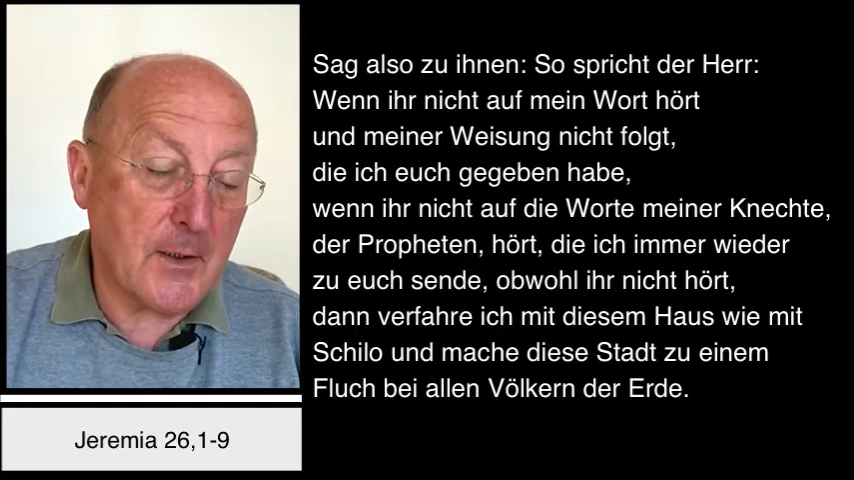 Sag also zu ihnen: So spricht der Herr:
Wenn ihr nicht auf mein Wort hört
und meiner Weisung nicht folgt,
die ich euch gegeben habe,
wenn ihr nicht auf die Worte meiner Knechte,
der Propheten, hört, die ich immer wieder
zu euch sende, obwohl ihr nicht hört,
dann verfahre ich mit diesem Haus wie mit
Schilo und mache diese Stadt zu einem
Fluch bei allen Völkern der Erde.
Jeremia 26,1-9